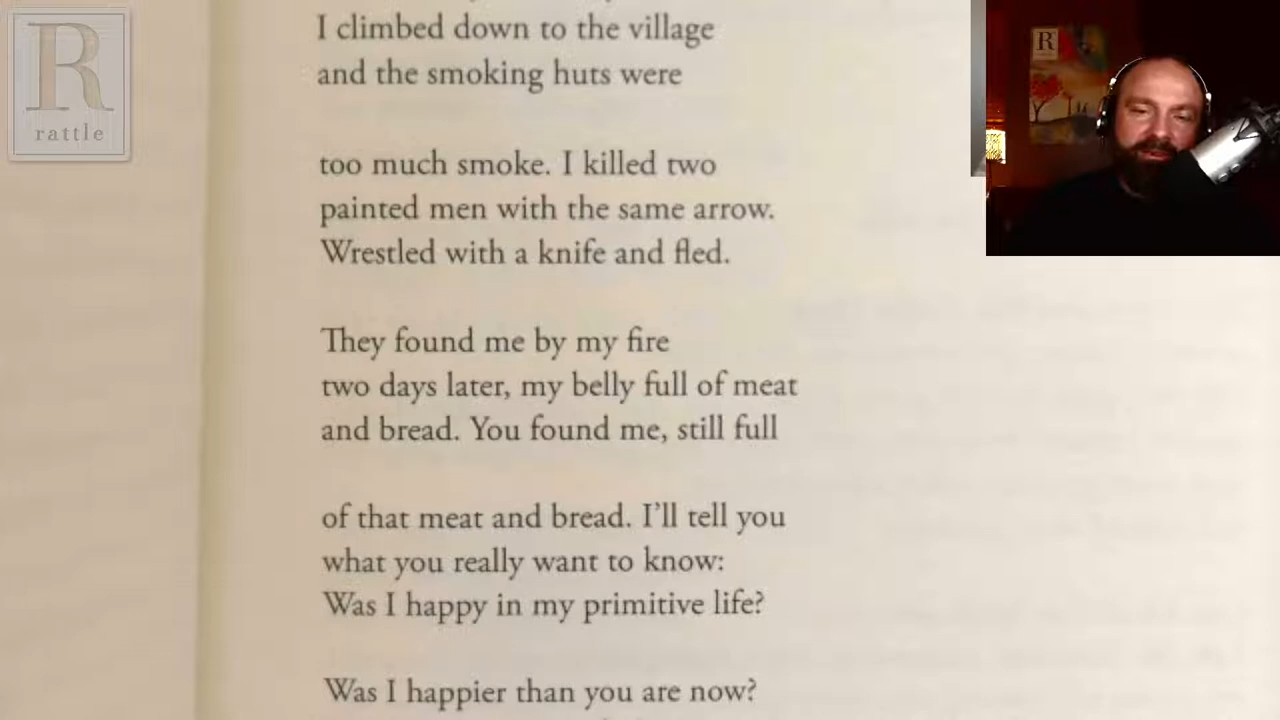 R
rattle
I climbed down to the village
and the smoking huts were
too much smoke. I killed two
painted men with the same arrow.
Wrestled with a knife and fled.
They found me by my fire
two days later, my belly full of meat
and bread. You found me, still full
of that meat and bread. I’ll tell you
what you really want to know:
Was I happy in my primitive life?
Was I happier than you are now?
R